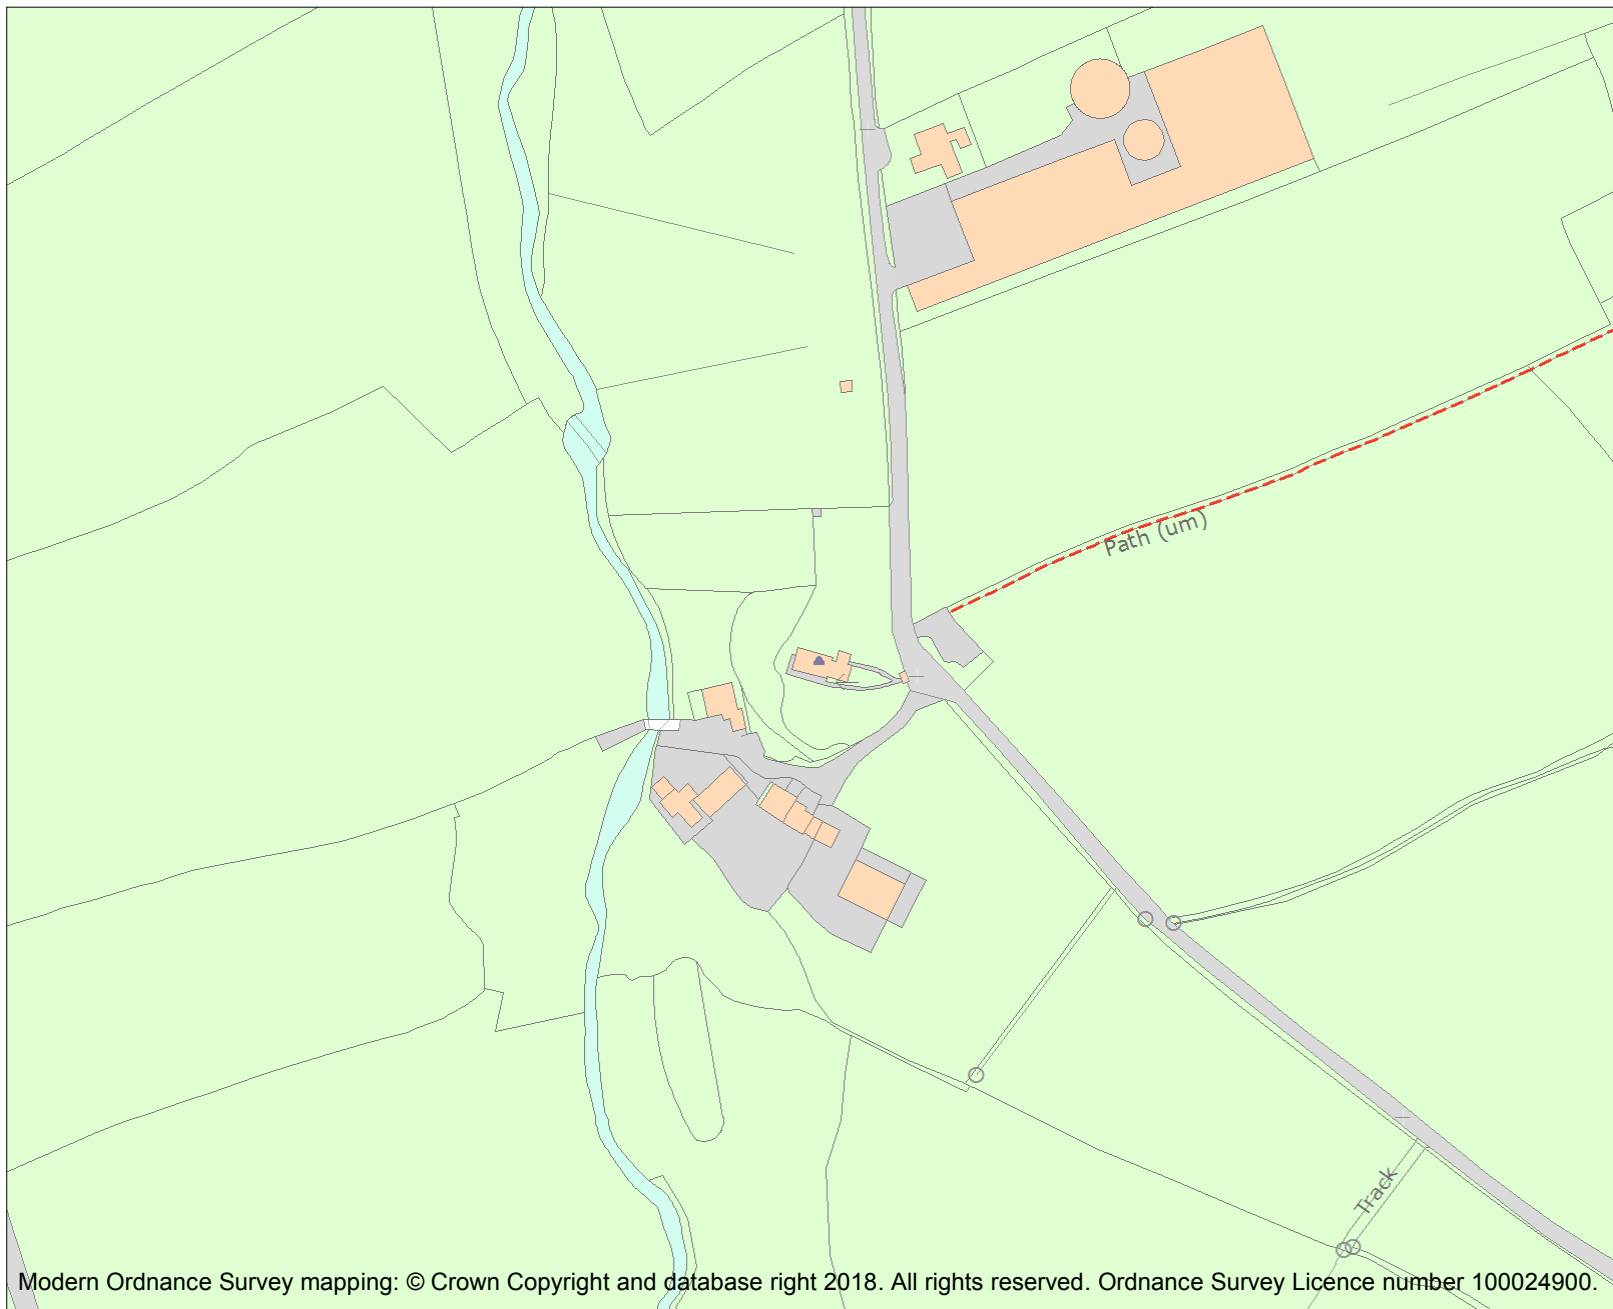 Path (um)
Track
Modern Ordnance Survey mapping: © Crown Copyright and database right 2018. All rights reserved. Ordnance Survey Licence number 100024900.